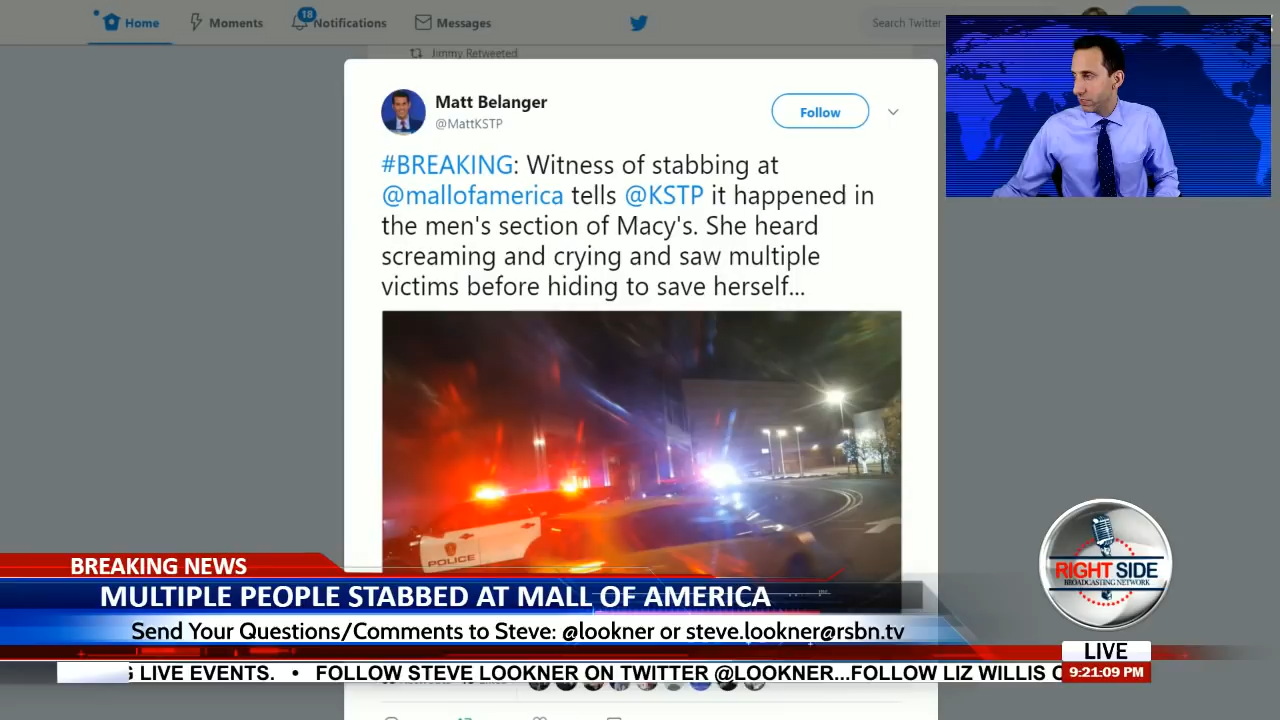 Home
Moments
18
Notifications
Messages
Search Twitter
Jimmy Retweeted
Matt Belanger
@MattKSTP
Follow
#BREAKING: Witness of stabbing at
@mallofamerica tells @KSTP it happened in
the men's section of Macy's. She heard
screaming and crying and saw multiple
victims before hiding to save herself...
POLICE
BREAKING NEWS
MULTIPLE PEOPLE STABBED AT MALL OF AMERICA
Send Your Questions/Comments to Steve: @lookner or steve.lookner@rsbn.tv
RIGHT SIDE
BROADCASTING NETWORK
LIVE
LIVE EVENTS. • FOLLOW STEVE LOOKNER ON TWITTER @LOOKNER...FOLLOW LIZ WILLIS
9:21:09 PM